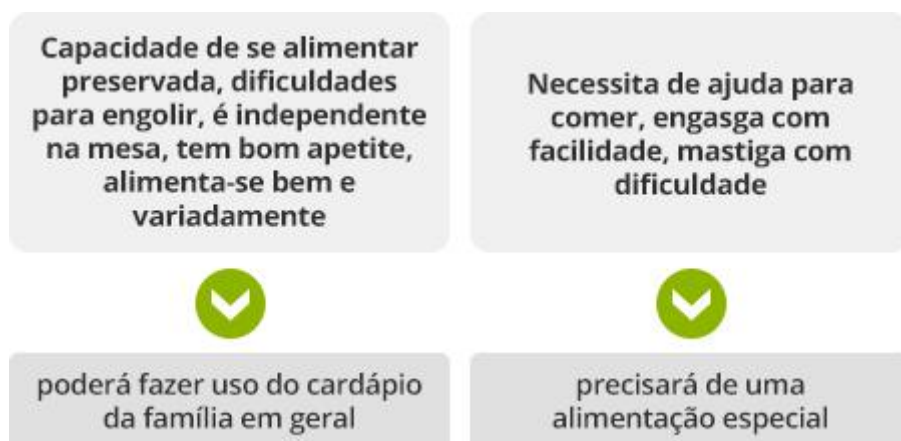 Capacidade de se alimentar
preservada, dificuldades
para engolir, é independente
na mesa, tem bom apetite,
alimenta-se bem e
variadamente
poderá fazer uso do cardápio
da família em geral
Necessita de ajuda para
comer, engasga com
facilidade, mastiga com
dificuldade
precisará de uma
alimentação especial